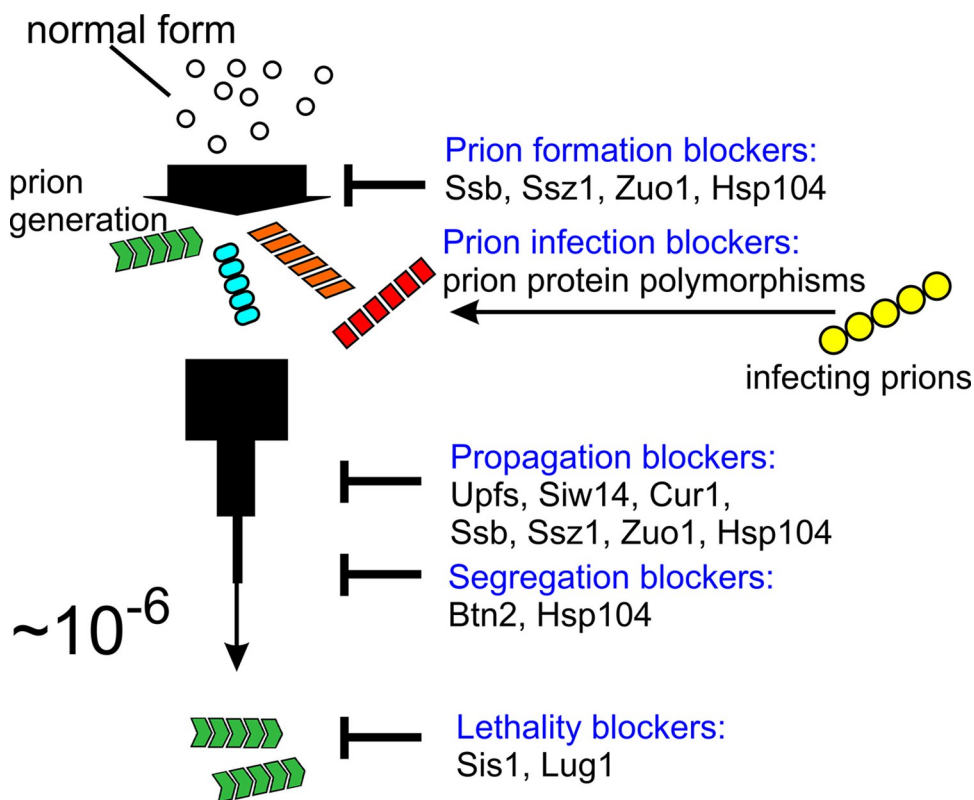 normal form
Prion formation blockers:
Ssb, Ssz1, Zuo1, Hsp104
prion
generation
Prion infection blockers:
prion protein polymorphisms
infecting prions
Propagation blockers:
Upfs, Siw14, Cur1,
Ssb, Ssz1, Zuo1, Hsp104
Segregation blockers:
Btn2, Hsp104
~10⁻⁶
Lethality blockers:
Sis1, Lug1